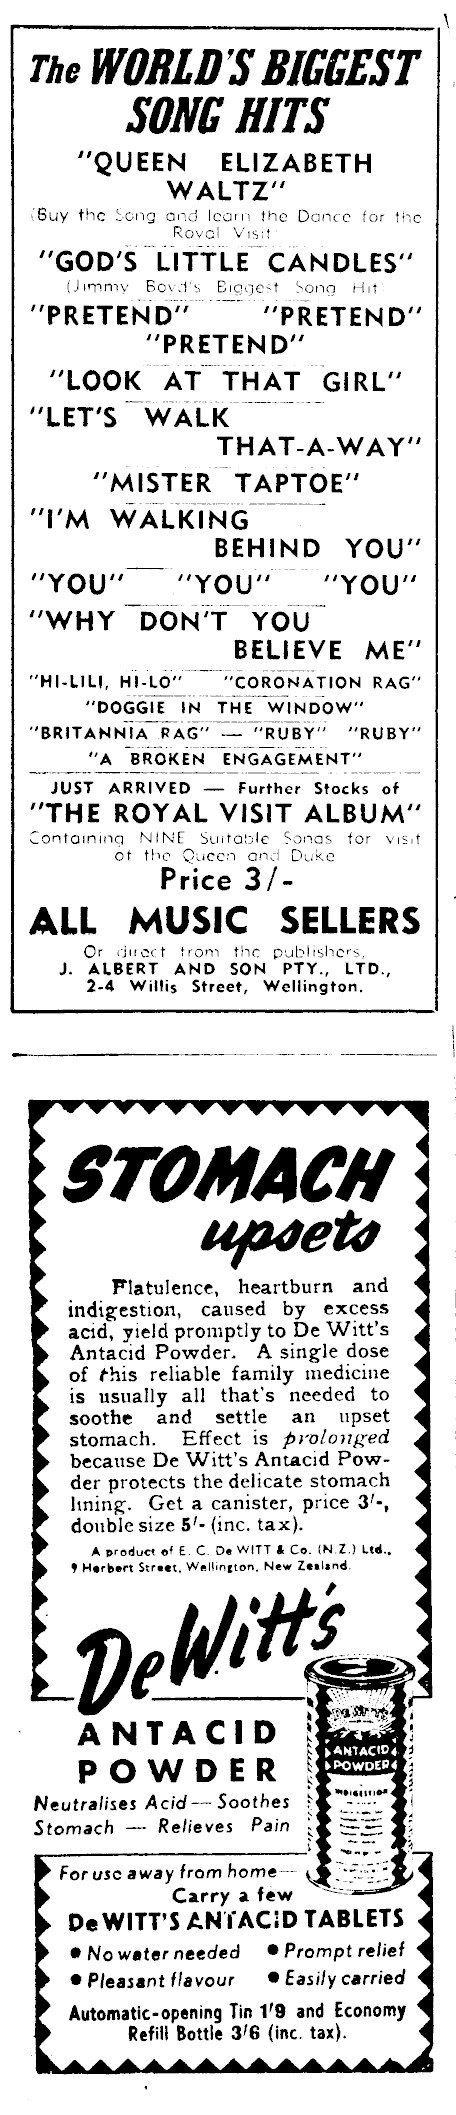 The WORLD'S BIGGEST
SONG HITS
"QUEEN ELIZABETH
WALTZ"
(Buy the Song and learn the Dance for the
Royal Visit
"GOD'S LITTLE CANDLES"
(Jimmy Boyd's Biggest Song Hit
"PRETEND" "PRETEND"
"PRETEND"
"LOOK AT THAT GIRL"
"LET'S WALK
THAT-A-WAY"
"MISTER TAPTOE"
"I'M WALKING
BEHIND YOU"
"YOU" "YOU" "YOU"
"WHY DON'T YOU
BELIEVE ME"
"HI-LILI, HI-LO" "CORONATION RAG"
"DOGGIE IN THE WINDOW"
"BRITANNIA RAG" — "RUBY" "RUBY"
"A BROKEN ENGAGEMENT"
JUST ARRIVED — Further Stocks of
"THE ROYAL VISIT ALBUM"
Containing NINE Suitable Songs for visit
of the Queen and Duke
Price 3/-
ALL MUSIC SELLERS
Or direct from the publishers,
J. ALBERT AND SON PTY., LTD.,
2-4 Willis Street, Wellington.
STOMACH
upsets
Flatulence, heartburn and
indigestion, caused by excess
acid, yield promptly to De Witt's
Antacid Powder. A single dose
of this reliable family medicine
is usually all that's needed to
soothe and settle an upset
stomach. Effect is prolonged
because De Witt's Antacid Pow-
der protects the delicate stomach
lining. Get a canister, price 3/-,
double size 5/- (inc. tax).
A product of E. C. De WITT & Co. (N.Z.) Ltd.,
9 Herbert Street, Wellington, New Zealand.
DeWitt's
ANTACID
POWDER
Neutralises Acid — Soothes
Stomach — Relieves Pain
De Witt's
ANTACID
POWDER
INDIGESTION
For use away from home—
Carry a few
DeWITT'S ANTACID TABLETS
• No water needed • Prompt relief
• Pleasant flavour • Easily carried
Automatic-opening Tin 1'9 and Economy
Refill Bottle 3'6 (inc. tax).